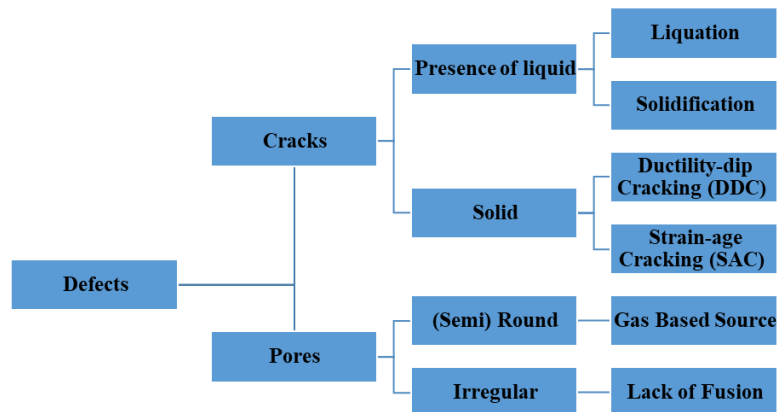 Liquation
Presence of liquid
Solidification
Cracks
Ductility-dip
Cracking (DDC)
Solid
Strain-age
Cracking (SAC)
Defects
(Semi) Round
Gas Based Source
Pores
Irregular
Lack of Fusion